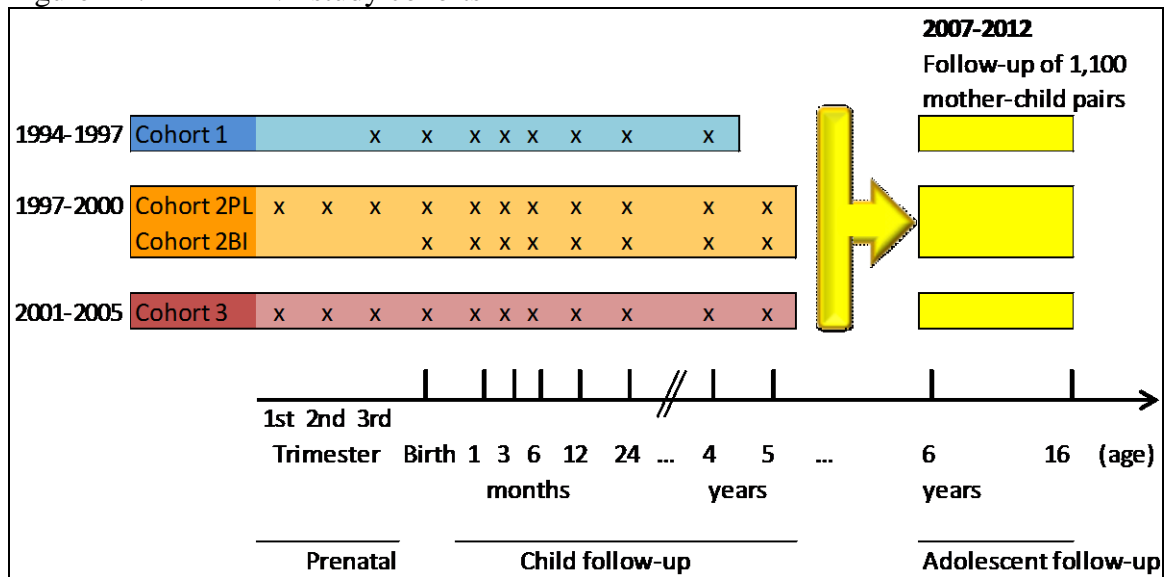 2007-2012
Follow-up of 1,100
mother-child pairs
1994-1997 Cohort 1 x x x x x x x x
1997-2000 Cohort 2PL x x x x x x x x x x x
Cohort 2BI x x x x x x x x
2001-2005 Cohort 3 x x x x x x x x x x x
1st 2nd 3rd
Trimester Birth 1 3 6 12 24 ... 4 5 ... 6 16 (age)
months years years
Prenatal Child follow-up Adolescent follow-up